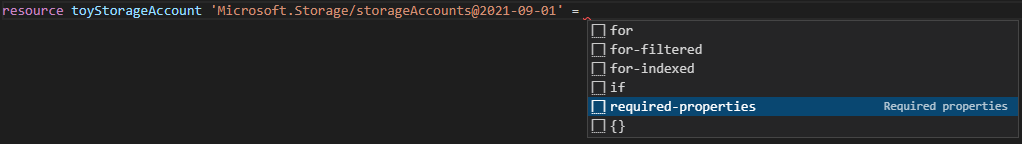 resource toyStorageAccount 'Microsoft.Storage/storageAccounts@2021-09-01' =
for
for-filtered
for-indexed
if
required-properties Required properties
{}